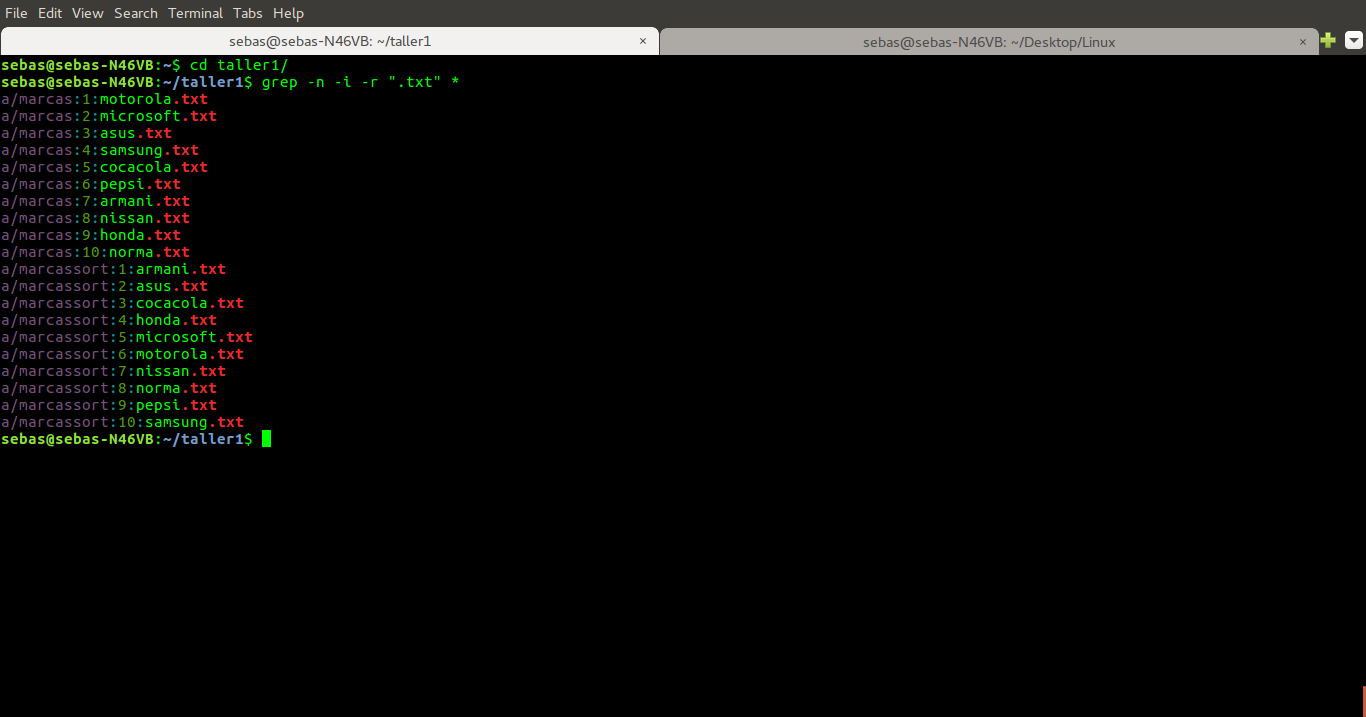 File Edit View Search Terminal Tabs Help
sebas@sebas-N46VB: ~/taller1 × sebas@sebas-N46VB: ~/Desktop/Linux ×
sebas@sebas-N46VB:~$ cd taller1/
sebas@sebas-N46VB:~/taller1$ grep -n -i -r ".txt" *
a/marcas:1:motorola.txt
a/marcas:2:microsoft.txt
a/marcas:3:asus.txt
a/marcas:4:samsung.txt
a/marcas:5:cocacola.txt
a/marcas:6:pepsi.txt
a/marcas:7:armani.txt
a/marcas:8:nissan.txt
a/marcas:9:honda.txt
a/marcas:10:norma.txt
a/marcassort:1:armani.txt
a/marcassort:2:asus.txt
a/marcassort:3:cocacola.txt
a/marcassort:4:honda.txt
a/marcassort:5:microsoft.txt
a/marcassort:6:motorola.txt
a/marcassort:7:nissan.txt
a/marcassort:8:norma.txt
a/marcassort:9:pepsi.txt
a/marcassort:10:samsung.txt
sebas@sebas-N46VB:~/taller1$